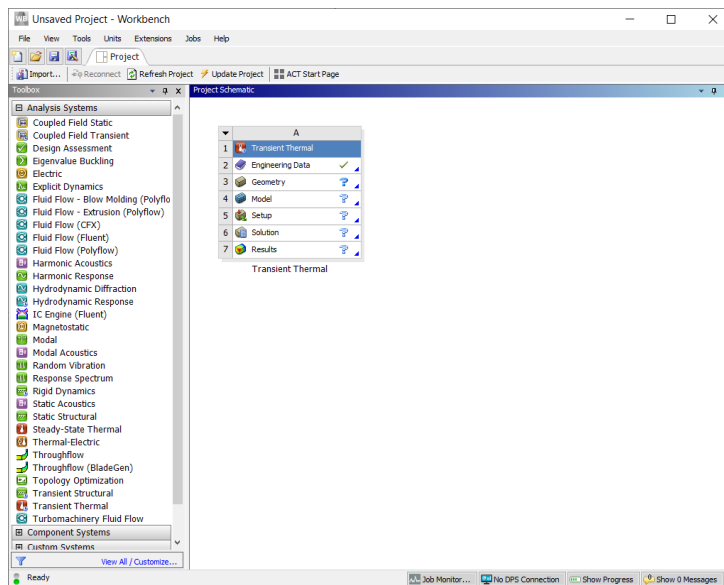 Unsaved Project - Workbench
File View Tools Units Extensions Jobs Help
Project
Import... Reconnect Refresh Project Update Project ACT Start Page
Toolbox
Project Schematic
Analysis Systems
Coupled Field Static
Coupled Field Transient
Design Assessment
Eigenvalue Buckling
Electric
Explicit Dynamics
Fluid Flow - Blow Molding (Polyflo
Fluid Flow - Extrusion (Polyflow)
Fluid Flow (CFX)
Fluid Flow (Fluent)
Fluid Flow (Polyflow)
Harmonic Acoustics
Harmonic Response
Hydrodynamic Diffraction
Hydrodynamic Response
IC Engine (Fluent)
Magnetostatic
Modal
Modal Acoustics
Random Vibration
Response Spectrum
Rigid Dynamics
Static Acoustics
Static Structural
Steady-State Thermal
Thermal-Electric
Throughflow
Throughflow (BladeGen)
Topology Optimization
Transient Structural
Transient Thermal
Turbomachinery Fluid Flow
Component Systems
Custom Systems
View All / Customize...
A
1 Transient Thermal
2 Engineering Data
3 Geometry ?
4 Model ?
5 Setup ?
6 Solution ?
7 Results ?
Transient Thermal
Ready
Job Monitor... No DPS Connection Show Progress Show 0 Messages